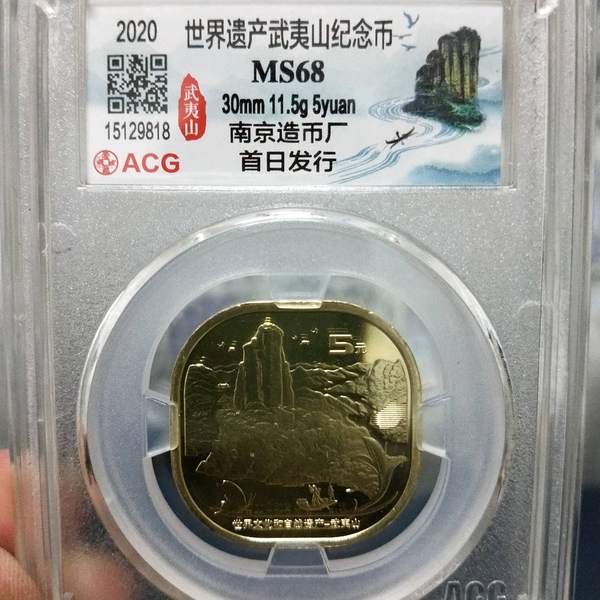 2020
世界遗产武夷山纪念币
MS68
30mm 11.5g 5yuan
15129818
武夷山
南京造币厂
ACG
首日发行
5元
世界文化和自然遗产-武夷山
ACG